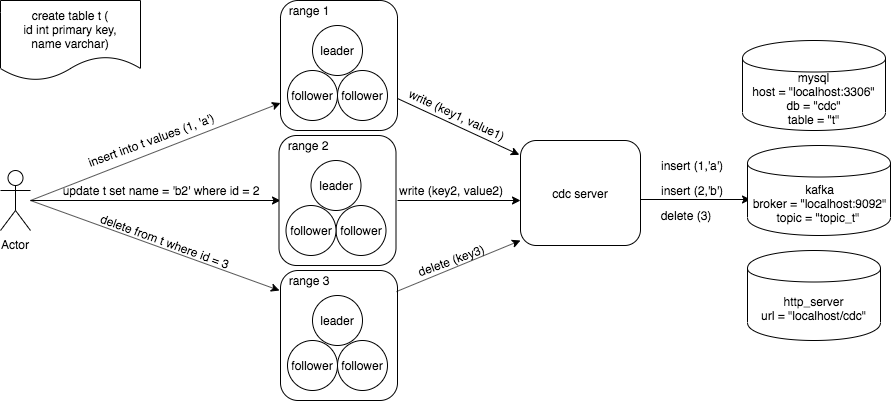 create table t (
id int primary key,
name varchar)
range 1
leader
follower
follower
insert into t values (1, 'a')
write (key1, value1)
range 2
leader
follower
follower
update t set name = 'b2' where id = 2
write (key2, value2)
Actor
delete from t where id = 3
range 3
leader
follower
follower
delete (key3)
cdc server
insert (1,'a')
insert (2,'b')
delete (3)
mysql
host = "localhost:3306"
db = "cdc"
table = "t"
kafka
broker = "localhost:9092"
topic = "topic_t"
http_server
url = "localhost/cdc"